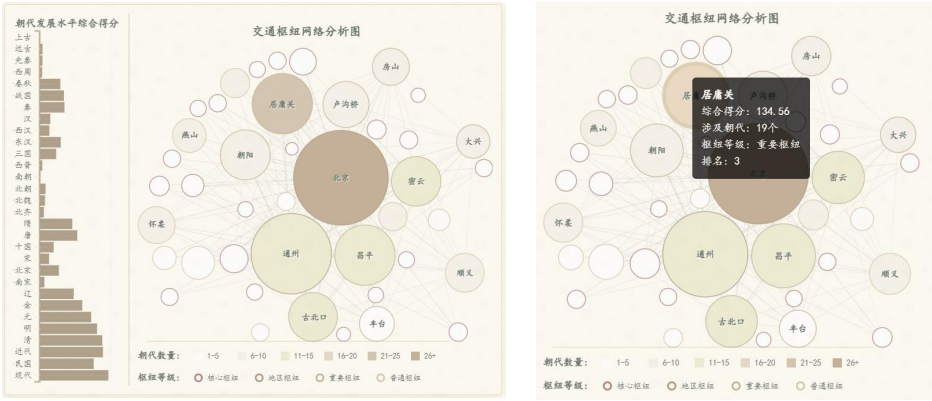 朝代发展水平综合得分
上古
远古
先秦
西周
春秋
战国
秦
汉
西汉
东汉
三国
西晋
南朝
北朝
北魏
北齐
隋
唐
十国
宋
北宋
南宋
辽
金
元
明
清
近代
民国
现代
交通枢纽网络分析图
房山
居庸关
卢沟桥
燕山
大兴
朝阳
北京
密云
怀柔
通州
昌平
顺义
古北口
丰台
朝代数量: 1-5 6-10 11-15 16-20 21-25 26+
枢纽等级: 核心枢纽 地区枢纽 重要枢纽 普通枢纽
交通枢纽网络分析图
房山
居庸关
综合得分: 134.56
涉及朝代: 19个
枢纽等级: 重要枢纽
排名: 3
卢沟桥
燕山
大兴
朝阳
北京
密云
怀柔
通州
昌平
顺义
古北口
丰台
朝代数量: 1-5 6-10 11-15 16-20 21-25 26+
枢纽等级: 核心枢纽 地区枢纽 重要枢纽 普通枢纽